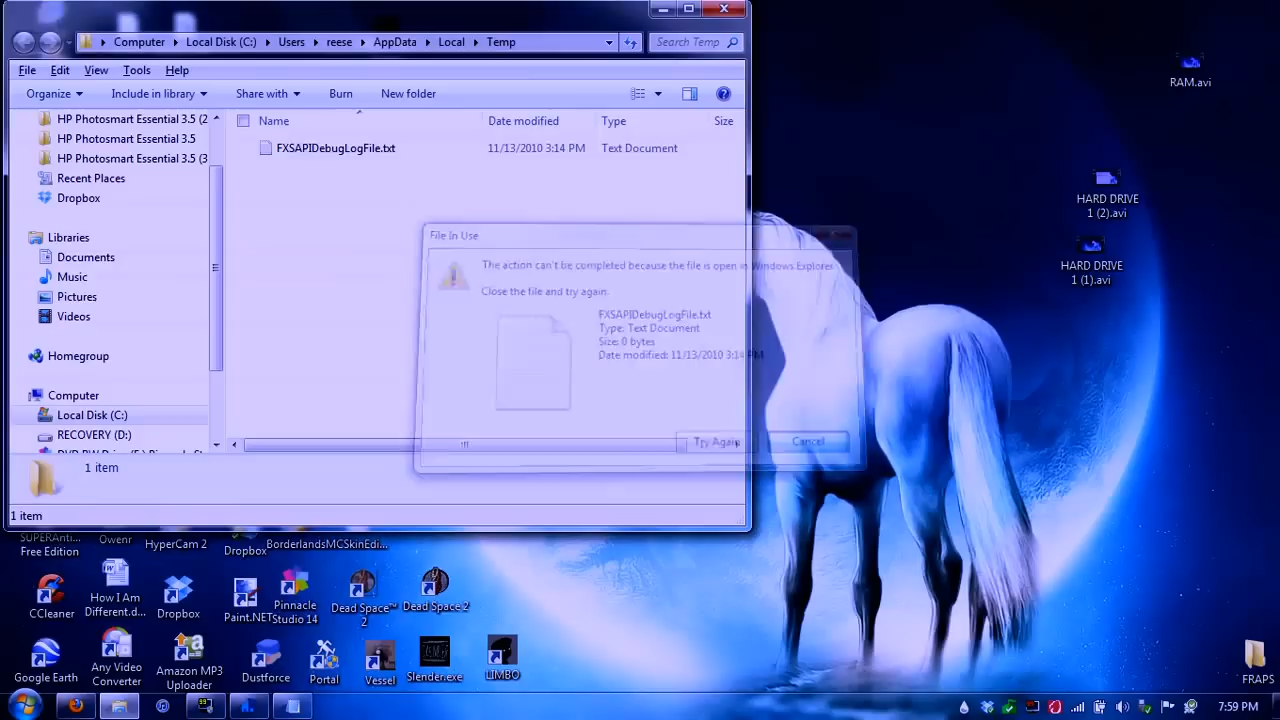 Computer
Local Disk (C:)
Users
reese
AppData
Local
Temp
Search Temp
File Edit View Tools Help
Organize Include in library Share with Burn New folder
HP Photosmart Essential 3.5 (2
HP Photosmart Essential 3.5
HP Photosmart Essential 3.5 (3
Recent Places
Dropbox
Libraries
Documents
Music
Pictures
Videos
Homegroup
Computer
Local Disk (C:)
RECOVERY (D:)
Name Date modified Type Size
FXSAPIDebugLogFile.txt 11/13/2010 3:14 PM Text Document
File In Use
The action can't be completed because the file is open in Windows Explorer
Close the file and try again.
FXSAPIDebugLogFile.txt
Type: Text Document
Size: 0 bytes
Date modified: 11/13/2010 3:14 PM
Try Again Cancel
1 item
1 item
RAM.avi
HARD DRIVE
1 (2).avi
HARD DRIVE
1 (1).avi
SUPERAnti...
Free Edition
Owenr
HyperCam 2
Dropbox
BorderlandsMCSkinEdi...
CCleaner
How I Am
Different.d...
Dropbox
Paint.NET
Pinnacle
Studio 14
Dead Space™
2
Dead Space 2
Google Earth
Any Video
Converter
Amazon MP3
Uploader
Dustforce
Portal
Vessel
Slender.exe
LIMBO
FRAPS
7:59 PM